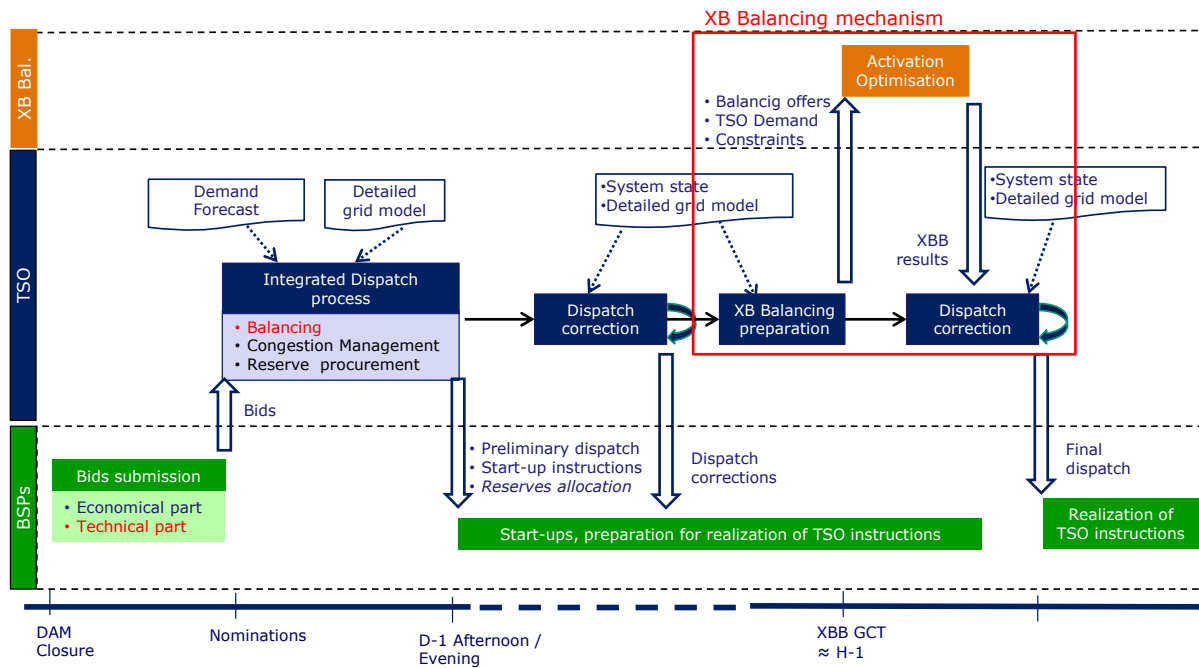 XB Balancing mechanism
XB Bal.
Activation
Optimisation
• Balancig offers
• TSO Demand
• Constraints
TSO
Demand
Forecast
Detailed
grid model
•System state
•Detailed grid model
•System state
•Detailed grid model
XBB
results
Integrated Dispatch
process
• Balancing
• Congestion Management
• Reserve procurement
Dispatch
correction
XB Balancing
preparation
Dispatch
correction
Bids
BSPs
Bids submission
• Economical part
• Technical part
• Preliminary dispatch
• Start-up instructions
• Reserves allocation
Dispatch
corrections
Final
dispatch
Start-ups, preparation for realization of TSO instructions
Realization of
TSO instructions
DAM
Closure
Nominations
D-1 Afternoon /
Evening
XBB GCT
≈ H-1